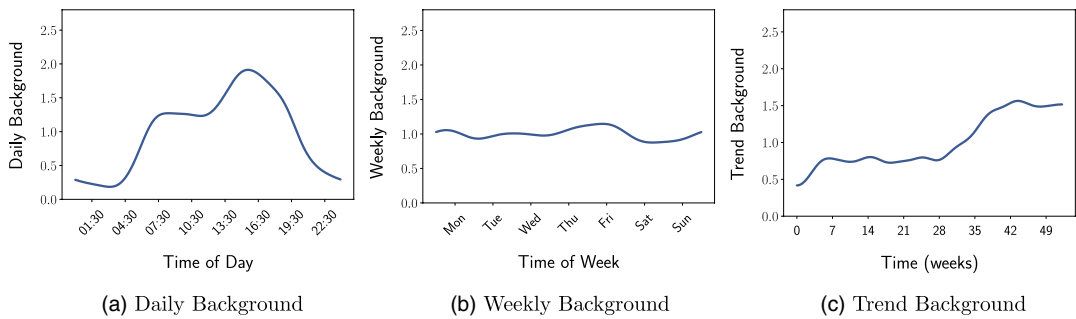 Daily Background
2.5
2.0
1.5
1.0
0.5
0.0
01:30 04:30 07:30 10:30 13:30 16:30 19:30 22:30
Time of Day
(a) Daily Background
Weekly Background
2.5
2.0
1.5
1.0
0.5
0.0
Mon Tue Wed Thu Fri Sat Sun
Time of Week
(b) Weekly Background
Trend Background
2.5
2.0
1.5
1.0
0.5
0.0
0 7 14 21 28 35 42 49
Time (weeks)
(c) Trend Background